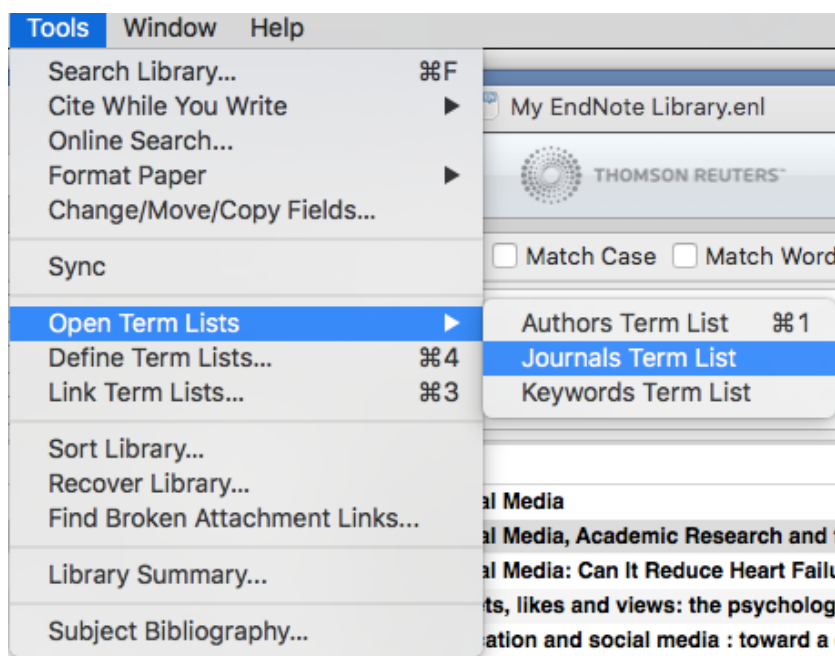 Tools Window Help
Search Library... ⌘F
Cite While You Write ▶
Online Search...
Format Paper ▶
Change/Move/Copy Fields...
Sync
Open Term Lists ▶
Define Term Lists... ⌘4
Link Term Lists... ⌘3
Sort Library...
Recover Library...
Find Broken Attachment Links...
Library Summary...
Subject Bibliography...
My EndNote Library.enl
THOMSON REUTERS™
Match Case Match Word
Authors Term List ⌘1
Journals Term List
Keywords Term List
al Media
al Media, Academic Research and
al Media: Can It Reduce Heart Failu
ts, likes and views: the psycholog
ation and social media : toward a